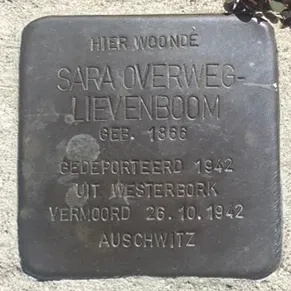 HIER WOONDE
SARA OVERWEG-
LIEVENBOOM
GEB. 1866
GEDEPORTEERD 1942
UIT WESTERBORK
VERMOORD 26.10.1942
AUSCHWITZ